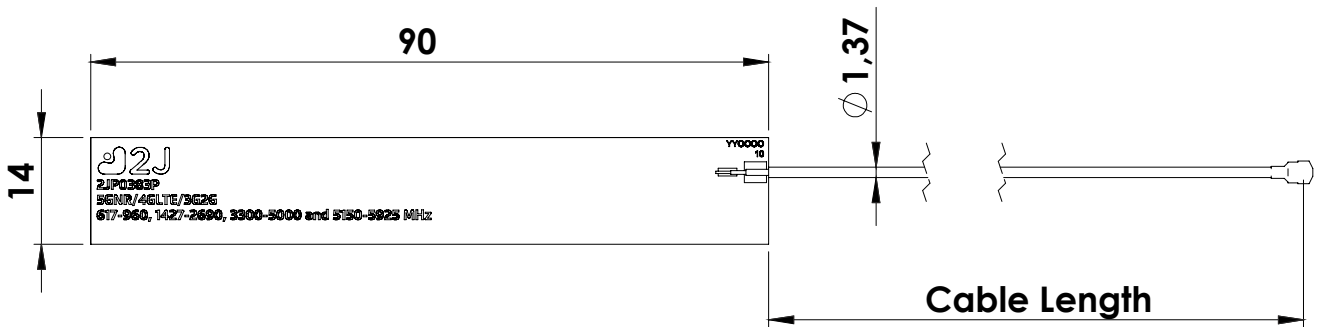 90
⌀1,37
14
2J
YY0000
10
2JP0383P
5GNR/4GLTE/3G2G
617-960, 1427-2690, 3300-5000 and 5150-5925 MHz
Cable Length